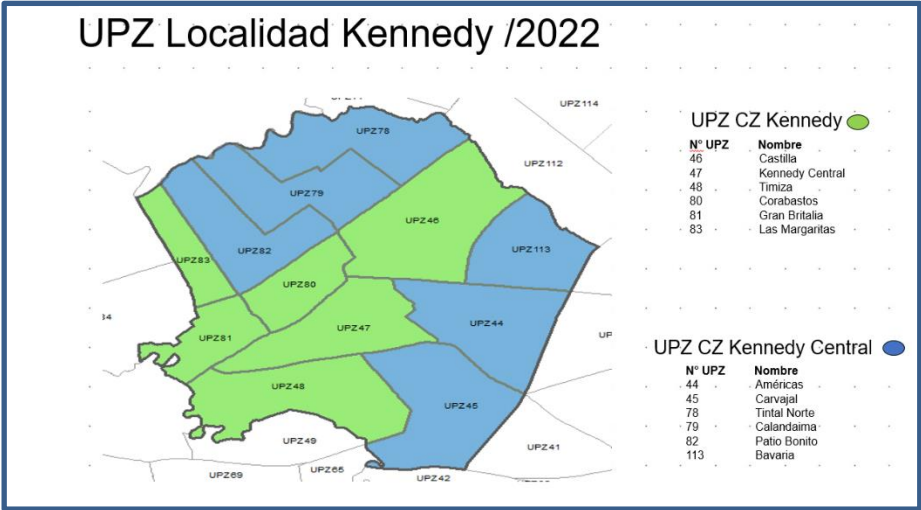 UPZ Localidad Kennedy /2022
UPZ114
UPZ78
UPZ112
UPZ79
UPZ46
UPZ113
UPZ82
UPZ83
UPZ80
UPZ44
UPZ47
UPZ81
UPZ48
UPZ45
UPZ49
UPZ41
UPZ69
UPZ65
UPZ42
UPZ CZ Kennedy
N° UPZ Nombre
46 Castilla
47 Kennedy Central
48 Timiza
80 Corabastos
81 Gran Britalia
83 Las Margaritas
UPZ CZ Kennedy Central
N° UPZ Nombre
44 Américas
45 Carvajal
78 Tintal Norte
79 Calandaima
82 Patio Bonito
113 Bavaria